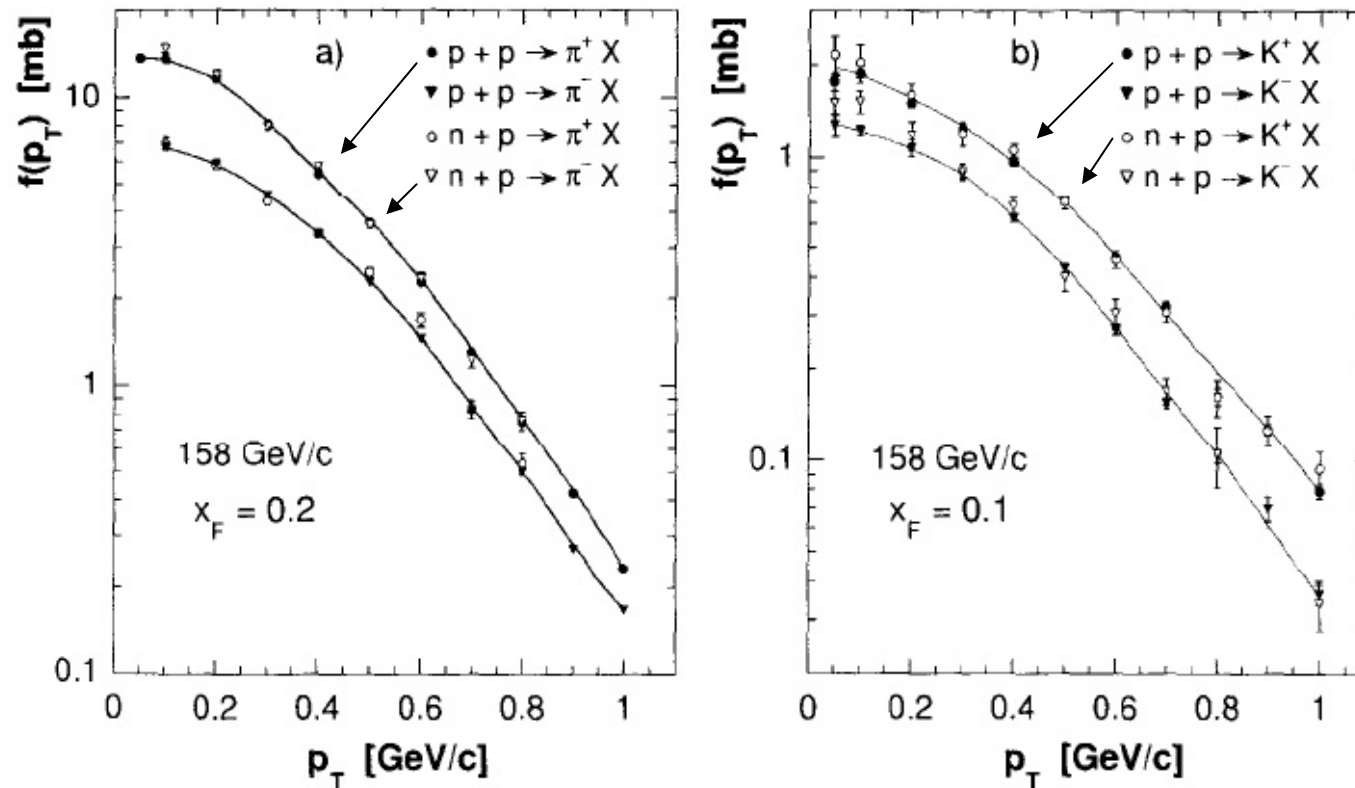 a)
● p + p → π⁺ X
▼ p + p → π⁻ X
○ n + p → π⁺ X
▽ n + p → π⁻ X
f(p_T) [mb]
10
1
0.1
158 GeV/c
x_F = 0.2
0 0.2 0.4 0.6 0.8 1
p_T [GeV/c]
b)
● p + p → K⁺ X
▼ p + p → K⁻ X
○ n + p → K⁺ X
▽ n + p → K⁻ X
f(p_T) [mb]
1
0.1
158 GeV/c
x_F = 0.1
0 0.2 0.4 0.6 0.8 1
p_T [GeV/c]